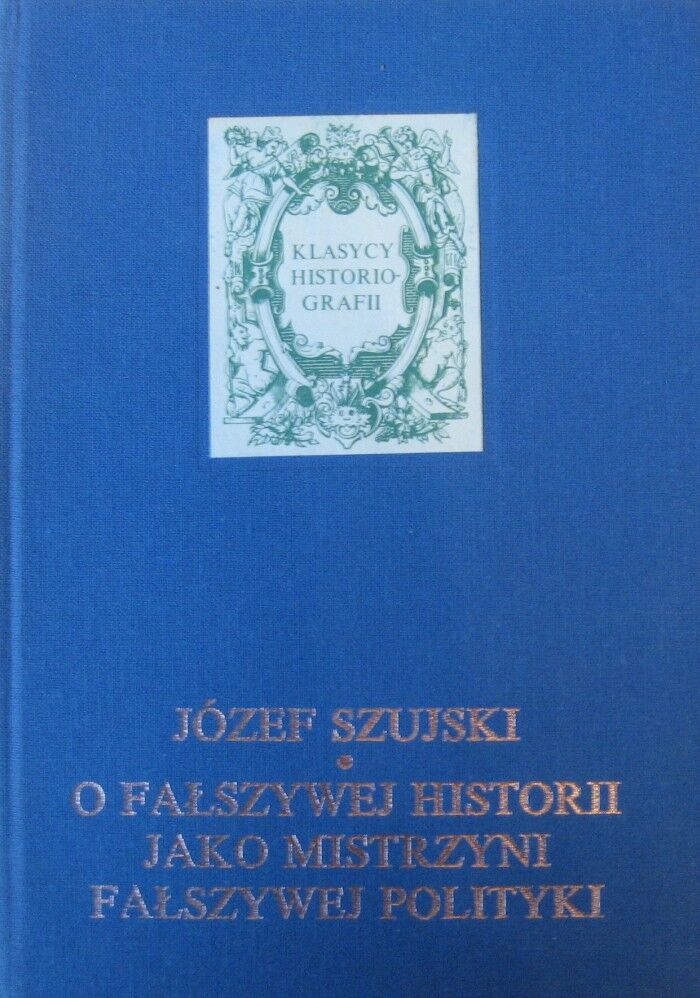 KLASYCY
HISTORIO-
GRAFII
JÓZEF SZUJSKI
•
O FAŁSZYWEJ HISTORII
JAKO MISTRZYNI
FAŁSZYWEJ POLITYKI